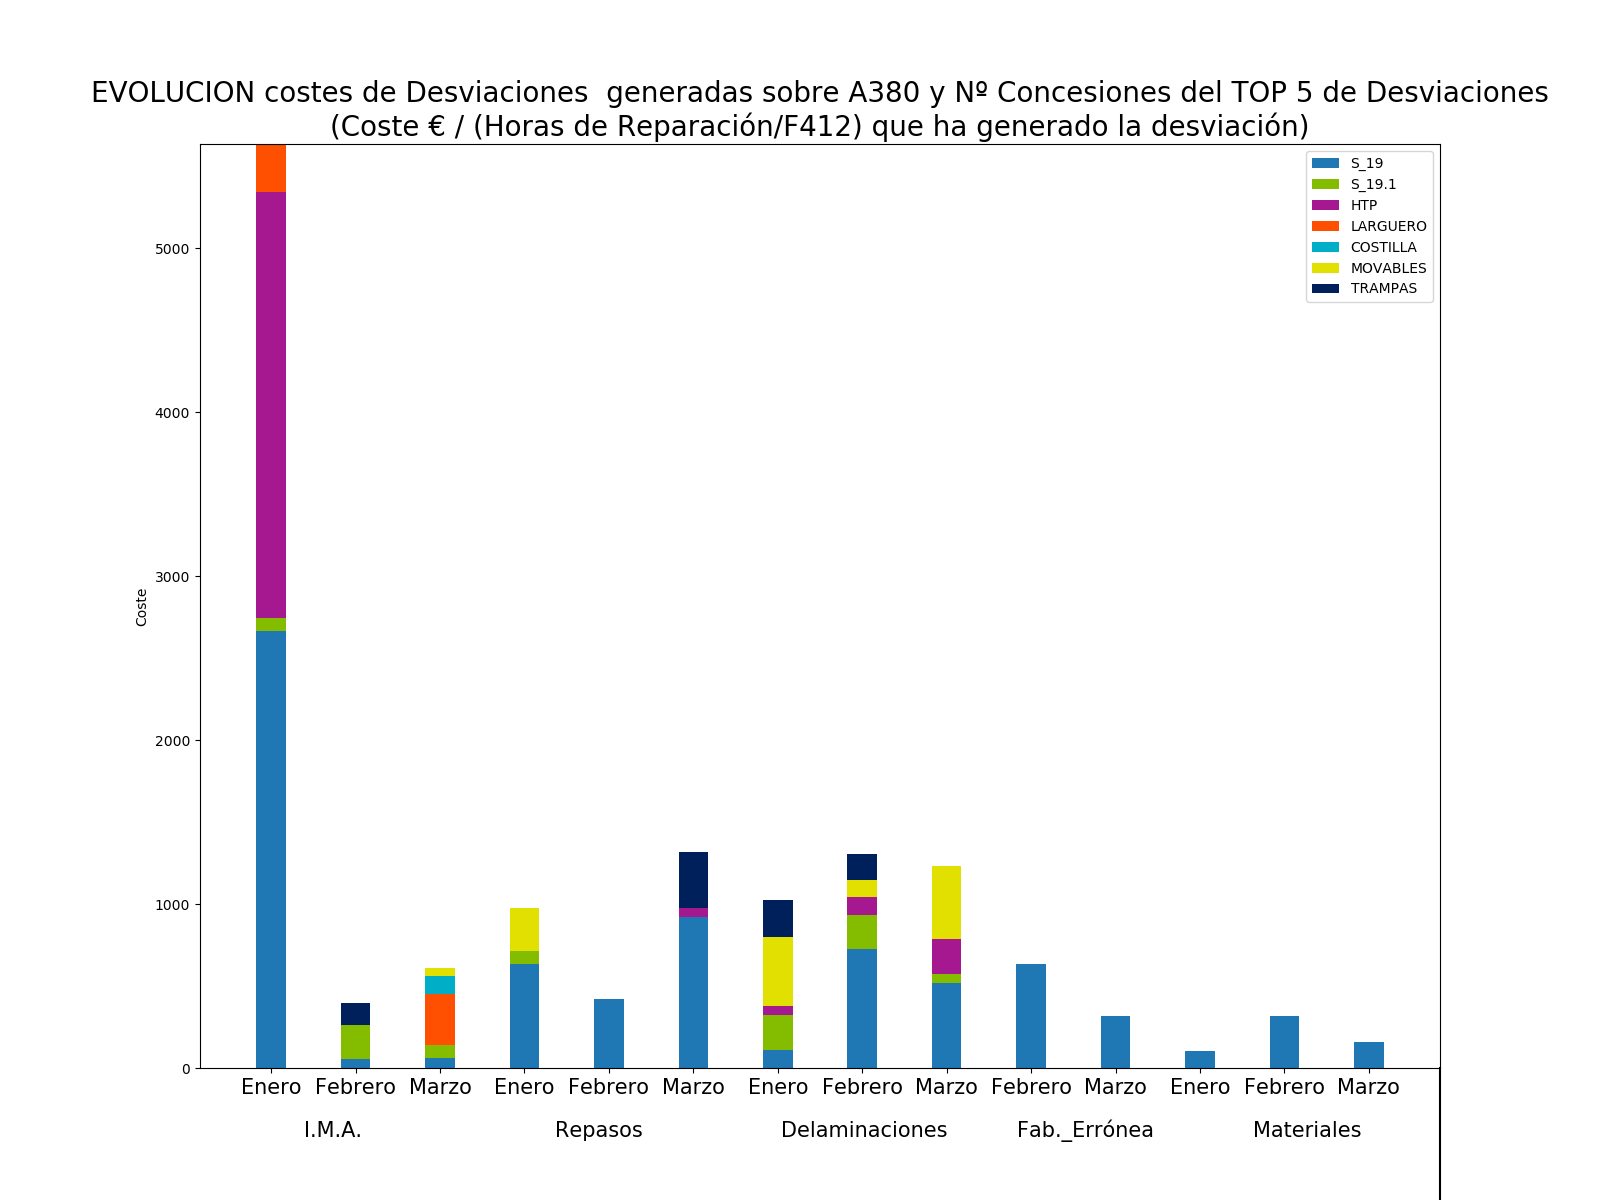 EVOLUCION costes de Desviaciones  generadas sobre A380 y Nº Concesiones del TOP 5 de Desviaciones
(Coste € / (Horas de Reparación/F412) que ha generado la desviación)
S_19
S_19.1
HTP
LARGUERO
COSTILLA
MOVABLES
TRAMPAS
5000
4000
3000
2000
1000
0
Coste
Enero Febrero Marzo Enero Febrero Marzo Enero Febrero Marzo Febrero Marzo Enero Febrero Marzo
I.M.A. Repasos Delaminaciones Fab._Errónea Materiales